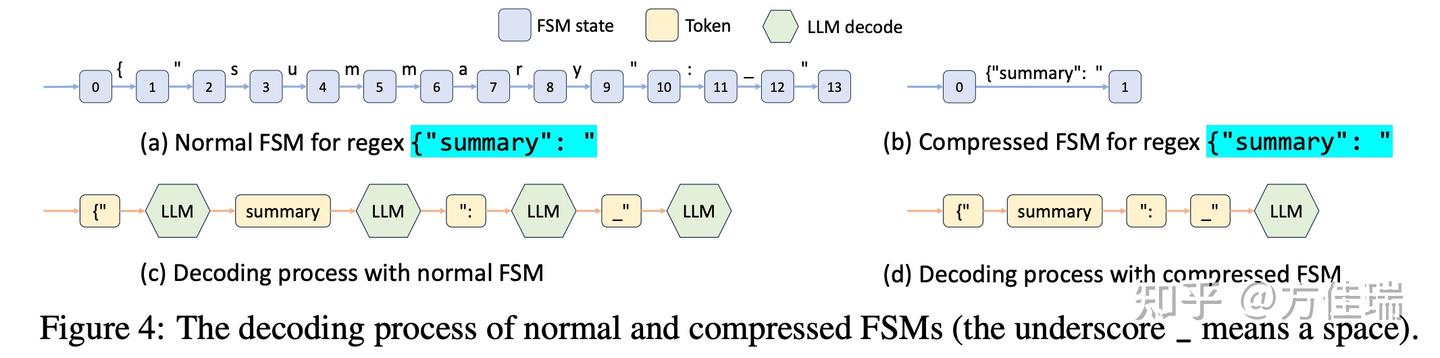 FSM state Token LLM decode
{ " s u m m a r y " : _ "
0 1 2 3 4 5 6 7 8 9 10 11 12 13
{"summary": "
0 1
(a) Normal FSM for regex {"summary": "
(b) Compressed FSM for regex {"summary": "
{" LLM summary LLM ": LLM _" LLM
{" summary ": _" LLM
(c) Decoding process with normal FSM
(d) Decoding process with compressed FSM
知乎 @方佳瑞
Figure 4: The decoding process of normal and compressed FSMs (the underscore _ means a space).